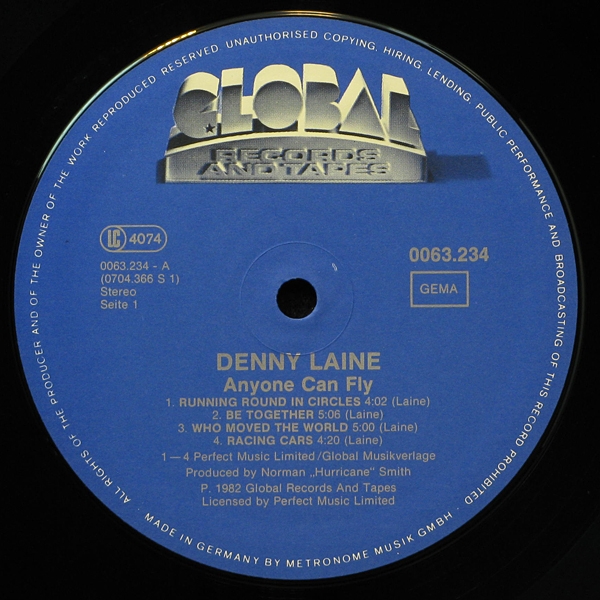 ALL RIGHTS OF THE PRODUCER AND OF THE OWNER OF THE WORK REPRODUCED RESERVED. UNAUTHORISED COPYING, HIRING, LENDING, PUBLIC PERFORMANCE AND BROADCASTING OF THIS RECORD PROHIBITED
GLOBAL
RECORDS
AND TAPES
LC 4074
0063.234 - A
(0704.366 S 1)
Stereo
Seite 1
0063.234
GEMA
DENNY LAINE
Anyone Can Fly
1. RUNNING ROUND IN CIRCLES 4:02 (Laine)
2. BE TOGETHER 5:06 (Laine)
3. WHO MOVED THE WORLD 5:00 (Laine)
4. RACING CARS 4:20 (Laine)
1—4 Perfect Music Limited/Global Musikverlage
Produced by Norman „Hurricane" Smith
P. 1982 Global Records And Tapes
Licensed by Perfect Music Limited
· MADE IN GERMANY BY METRONOME MUSIK GMBH ·